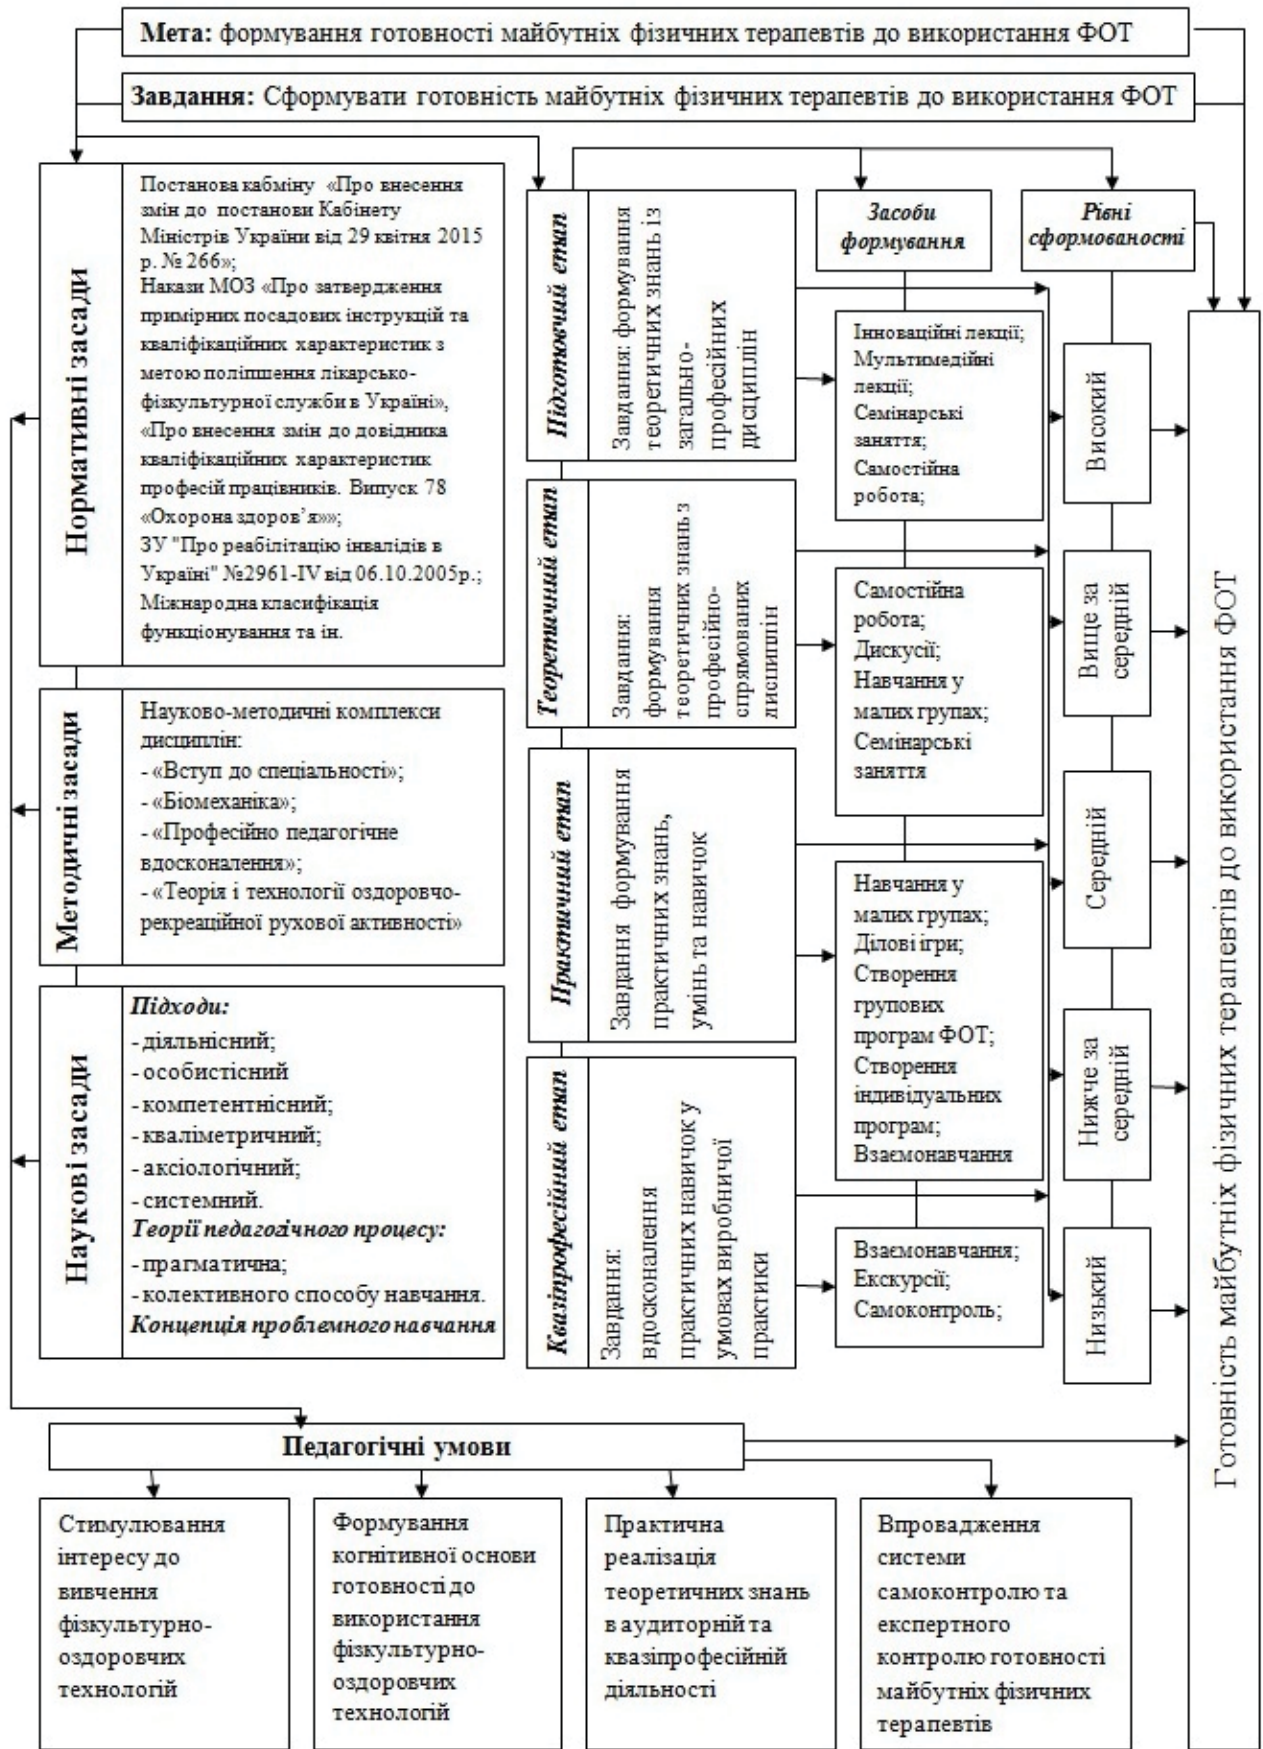 Мета: формування готовності майбутніх фізичних терапевтів до використання ФОТ
Завдання: Сформувати готовність майбутніх фізичних терапевтів до використання ФОТ
Нормативні засади
Постанова кабміну «Про внесення
змін до постанови Кабінету
Міністрів України від 29 квітня 2015
р. № 266»;
Накази МОЗ «Про затвердження
примірних посадових інструкцій та
кваліфікаційних характеристик з
метою поліпшення лікарсько-
фізкультурної служби в Україні»,
«Про внесення змін до довідника
кваліфікаційних характеристик
професій працівників. Випуск 78
«Охорона здоров’я»»;
ЗУ "Про реабілітацію інвалідів в
Україні" №2961-IV від 06.10.2005р.;
Міжнародна класифікація
функціонування та ін.
Методичні засади
Науково-методичні комплекси
дисциплін:
- «Вступ до спеціальності»;
- «Біомеханіка»;
- «Професійно педагогічне
вдосконалення»;
- «Теорія і технології оздоровчо-
рекреаційної рухової активності»
Наукові засади
Підходи:
- діяльнісний;
- особистісний
- компетентнісний;
- кваліметричний;
- аксіологічний;
- системний.
Теорії педагогічного процесу:
- прагматична;
- колективного способу навчання.
Концепція проблемного навчання
Підготовчий етап
Завдання: формування
теоретичних знань із
загально-
професійних
дисциплін
Теоретичний етап
Завдання:
формування
теоретичних знань з
професійно-
спрямованих
дисциплін
Практичний етап
Завдання формування
практичних знань,
умінь та навичок
Квазіпрофесійний етап
Завдання:
вдосконалення
практичних навичок у
умовах виробничої
практики
Засоби
формування
Інноваційні лекції;
Мультимедійні
лекції;
Семінарські
заняття;
Самостійна
робота;
Самостійна
робота;
Дискусії;
Навчання у
малих групах;
Семінарські
заняття
Навчання у
малих групах;
Ділові ігри;
Створення
групових
програм ФОТ;
Створення
індивідуальних
програм;
Взаємонавчання
Взаємонавчання;
Екскурсії;
Самоконтроль;
Рівні
сформованості
Високий
Вище за
середній
Середній
Нижче за
середній
Низький
Готовність майбутніх фізичних терапевтів до використання ФОТ
Педагогічні умови
Стимулювання
інтересу до
вивчення
фізкультурно-
оздоровчих
технологій
Формування
когнітивної основи
готовності до
використання
фізкультурно-
оздоровчих
технологій
Практична
реалізація
теоретичних знань
в аудиторній та
квазіпрофесійній
діяльності
Впровадження
системи
самоконтролю та
експертного
контролю готовності
майбутніх фізичних
терапевтів